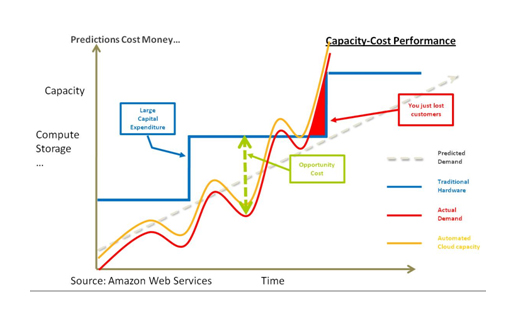 Predictions Cost Money…
Capacity-Cost Performance
Capacity
Large
Capital
Expenditure
You just lost
customers
Compute
Storage
…
Opportunity
Cost
Predicted
Demand
Traditional
Hardware
Actual
Demand
Automated
Cloud capacity
Source: Amazon Web Services
Time